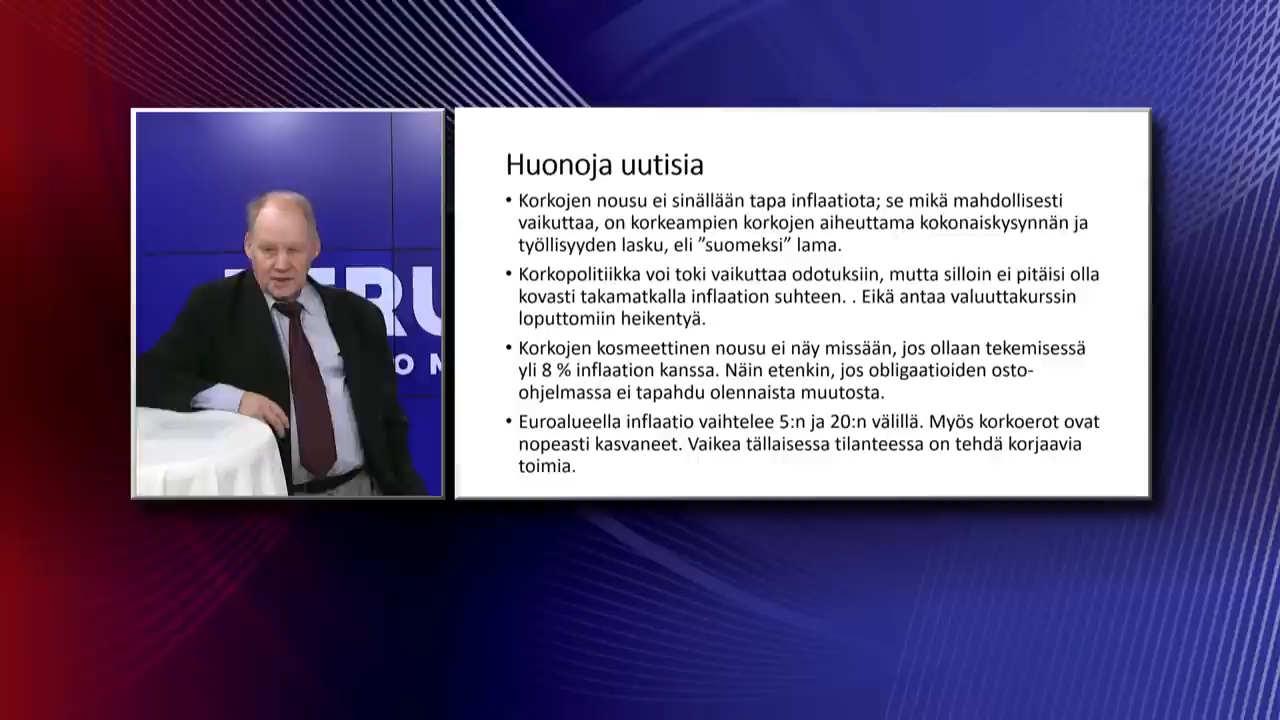 ERU
O M
Huonoja uutisia
• Korkojen nousu ei sinällään tapa inflaatiota; se mikä mahdollisesti
vaikuttaa, on korkeampien korkojen aiheuttama kokonaiskysynnän ja
työllisyyden lasku, eli ”suomeksi” lama.
• Korkopolitiikka voi toki vaikuttaa odotuksiin, mutta silloin ei pitäisi olla
kovasti takamatkalla inflaation suhteen. . Eikä antaa valuuttakurssin
loputtomiin heikentyä.
• Korkojen kosmeettinen nousu ei näy missään, jos ollaan tekemisessä
yli 8 % inflaation kanssa. Näin etenkin, jos obligaatioiden osto-
ohjelmassa ei tapahdu olennaista muutosta.
• Euroalueella inflaatio vaihtelee 5:n ja 20:n välillä. Myös korkoerot ovat
nopeasti kasvaneet. Vaikea tällaisessa tilanteessa on tehdä korjaavia
toimia.